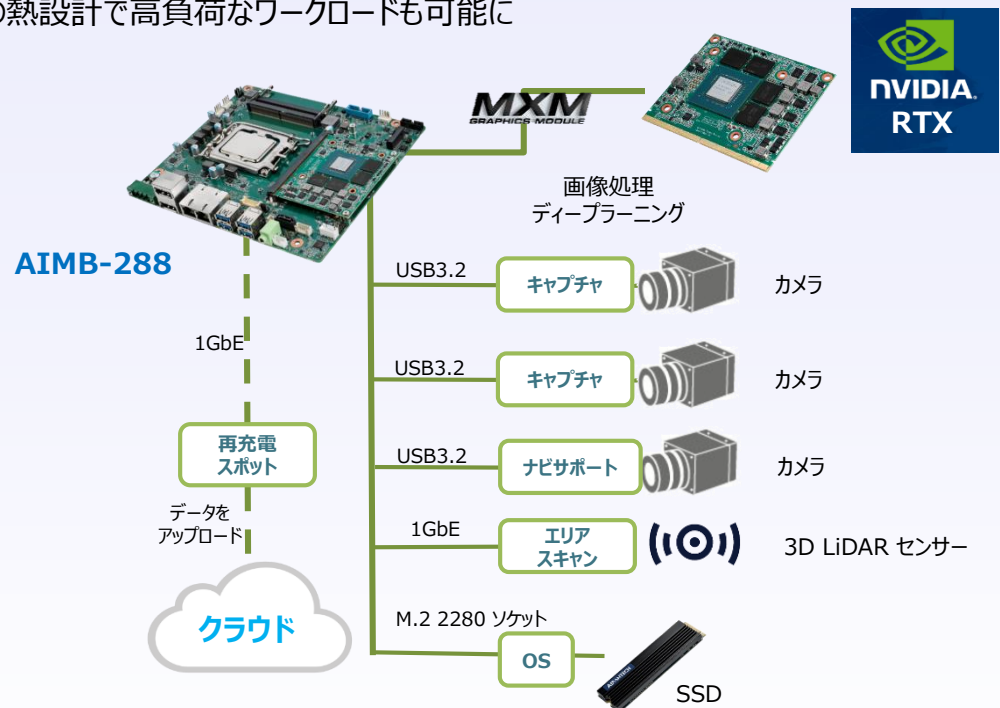 の熱設計で高負荷なワークロードも可能に
NVIDIA
RTX
MXM
GRAPHICS MODULE
画像処理
ディープラーニング
AIMB-288
USB3.2
キャプチャ
カメラ
1GbE
USB3.2
キャプチャ
カメラ
再充電
スポット
USB3.2
ナビサポート
カメラ
データを
アップロード
1GbE
エリア
スキャン
3D LiDAR センサー
クラウド
M.2 2280 ソケット
OS
ADVANTECH
SSD